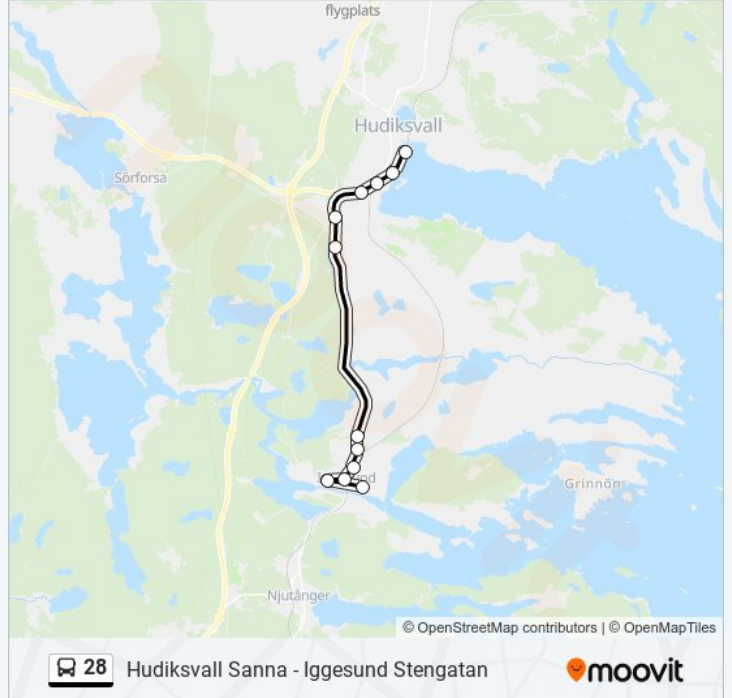 flygplats
Hudiksvall
Sörforsa
Grinnön
Njutånger
© OpenStreetMap contributors | © OpenMapTiles
28 Hudiksvall Sanna - Iggesund Stengatan
moovit